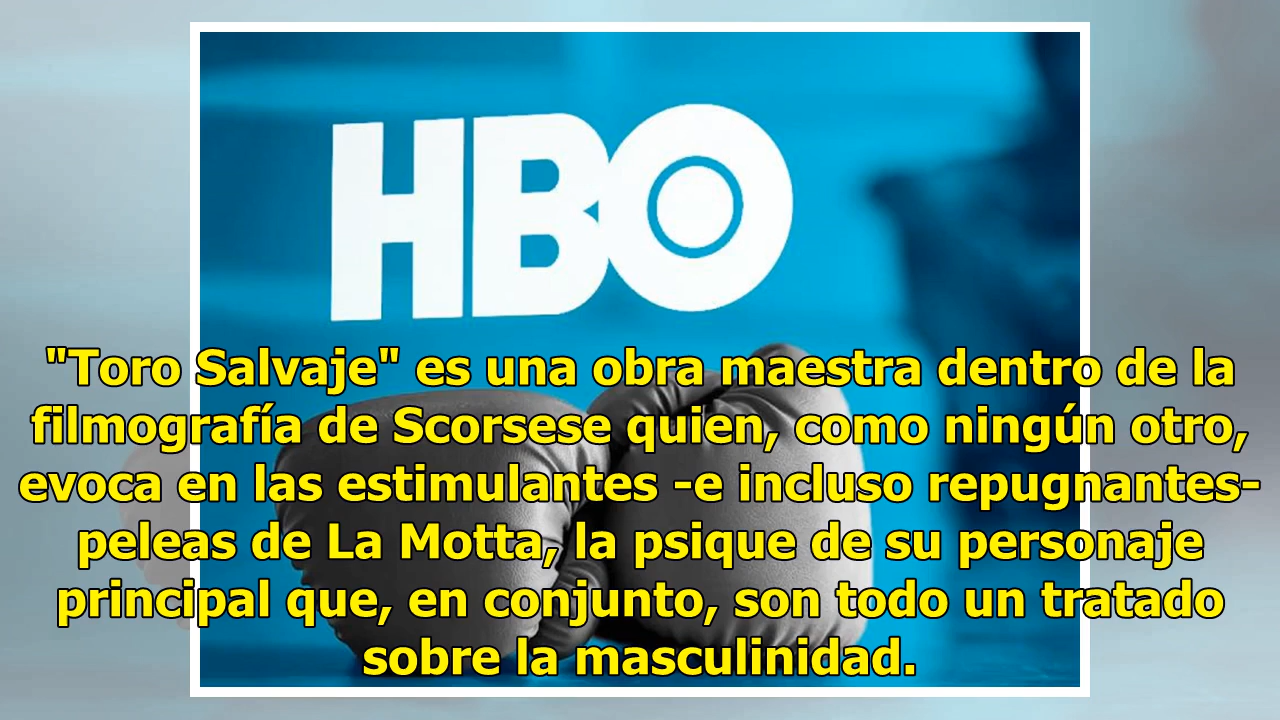 HBO
"Toro Salvaje" es una obra maestra dentro de la
filmografía de Scorsese quien, como ningún otro,
evoca en las estimulantes -e incluso repugnantes-
peleas de La Motta, la psique de su personaje
principal que, en conjunto, son todo un tratado
sobre la masculinidad.